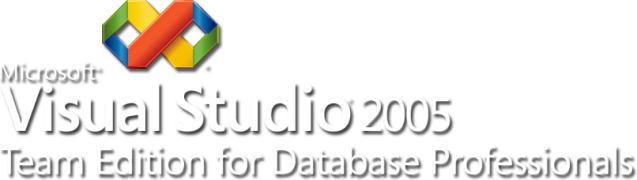 Microsoft®
Visual Studio 2005
Team Edition for Database Professionals